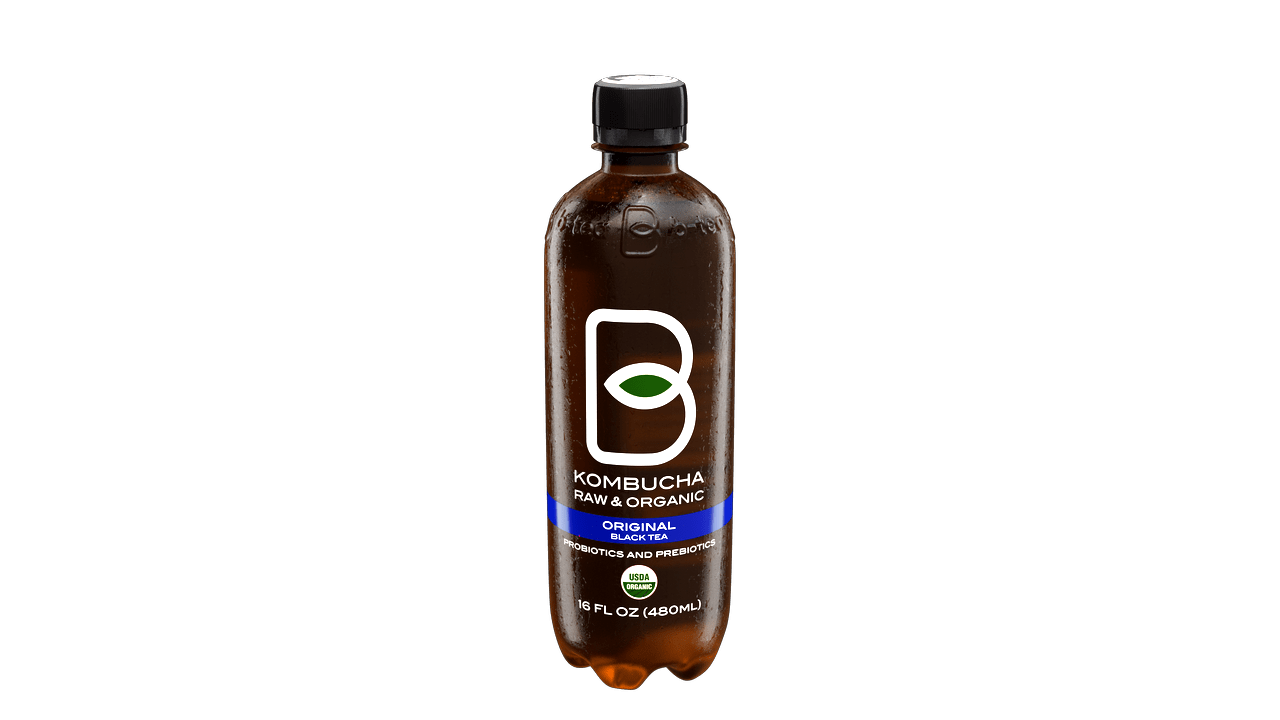 B
KOMBUCHA
RAW & ORGANIC
ORIGINAL
BLACK TEA
PROBIOTICS AND PREBIOTICS
USDA
ORGANIC
16 FL OZ (480ML)